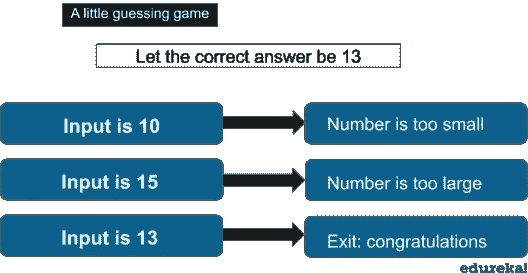 A little guessing game
Let the correct answer be 13
Input is 10
Number is too small
Input is 15
Number is too large
Input is 13
Exit: congratulations
edureka!